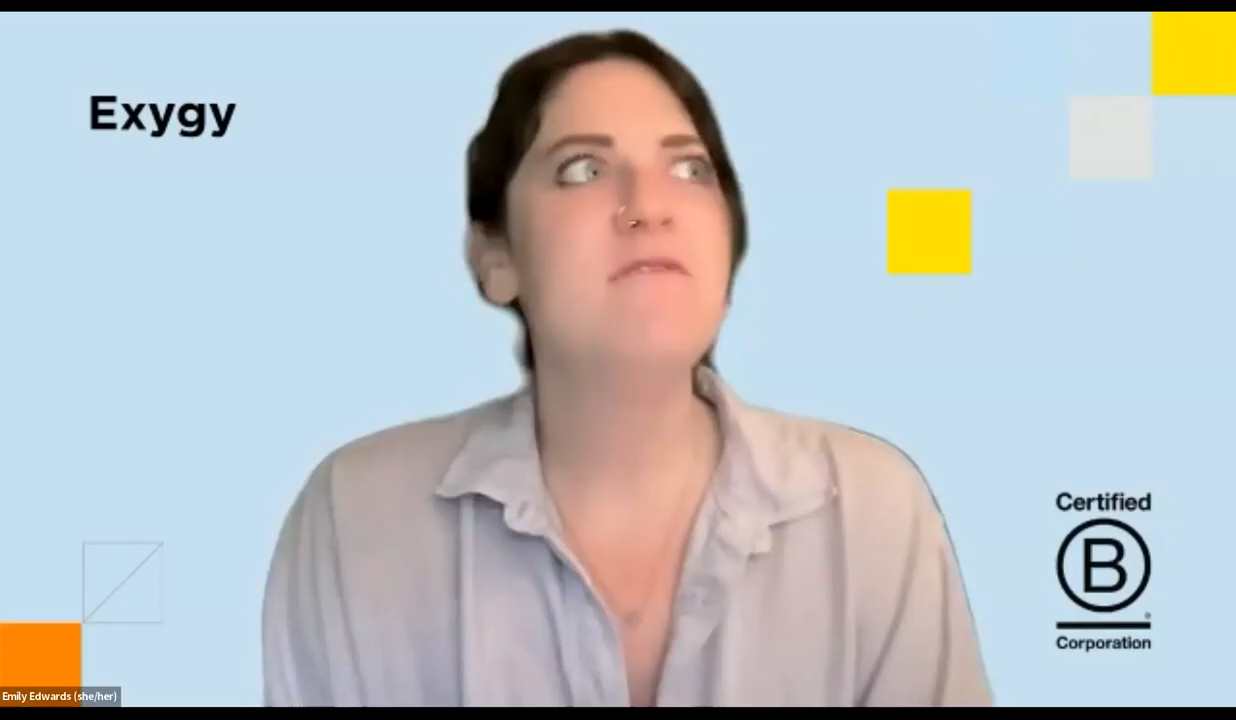 Exygy
Certified
B
Corporation
Emily Edwards (she/her)